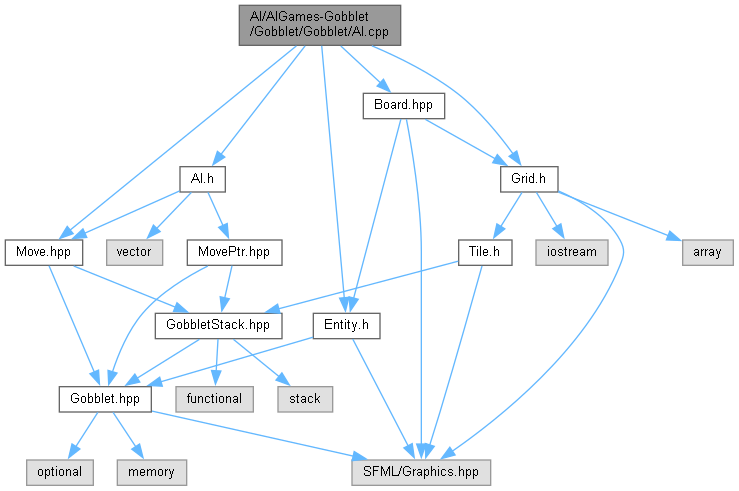 AI/AIGames-Gobblet
/Gobblet/Gobblet/AI.cpp
Board.hpp
AI.h
Grid.h
Move.hpp
vector
MovePtr.hpp
Tile.h
iostream
array
GobbletStack.hpp
Entity.h
Gobblet.hpp
functional
stack
optional
memory
SFML/Graphics.hpp